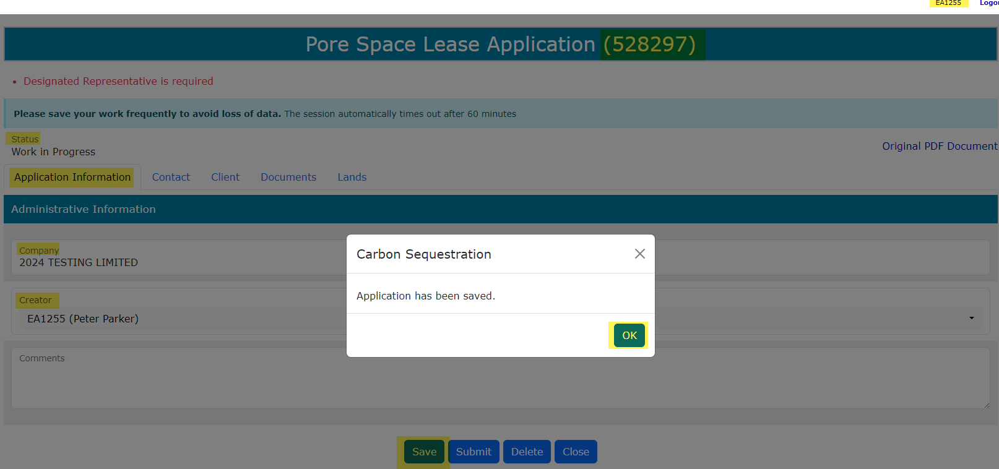 EA1255 Logou
Pore Space Lease Application (528297)
Designated Representative is required
Please save your work frequently to avoid loss of data. The session automatically times out after 60 minutes
Status
Work in Progress
Original PDF Document
Application Information Contact Client Documents Lands
Administrative Information
Company
2024 TESTING LIMITED
Creator
EA1255 (Peter Parker)
Comments
Carbon Sequestration
Application has been saved.
OK
Save Submit Delete Close